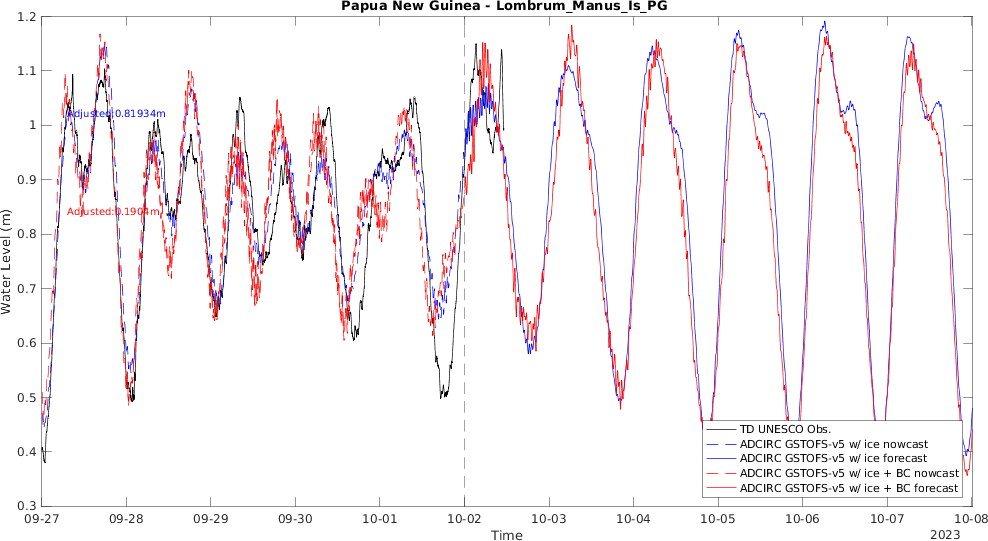 Papua New Guinea - Lombrum_Manus_Is_PG
1.2
1.1
1
0.9
0.8
0.7
0.6
0.5
0.4
0.3
Water Level (m)
Adjusted:0.81934m
Adjusted:0.1904m
TD UNESCO Obs.
ADCIRC GSTOFS-v5 w/ ice nowcast
ADCIRC GSTOFS-v5 w/ ice forecast
ADCIRC GSTOFS-v5 w/ ice + BC nowcast
ADCIRC GSTOFS-v5 w/ ice + BC forecast
09-27 09-28 09-29 09-30 10-01 10-02 10-03 10-04 10-05 10-06 10-07 10-08
Time
2023